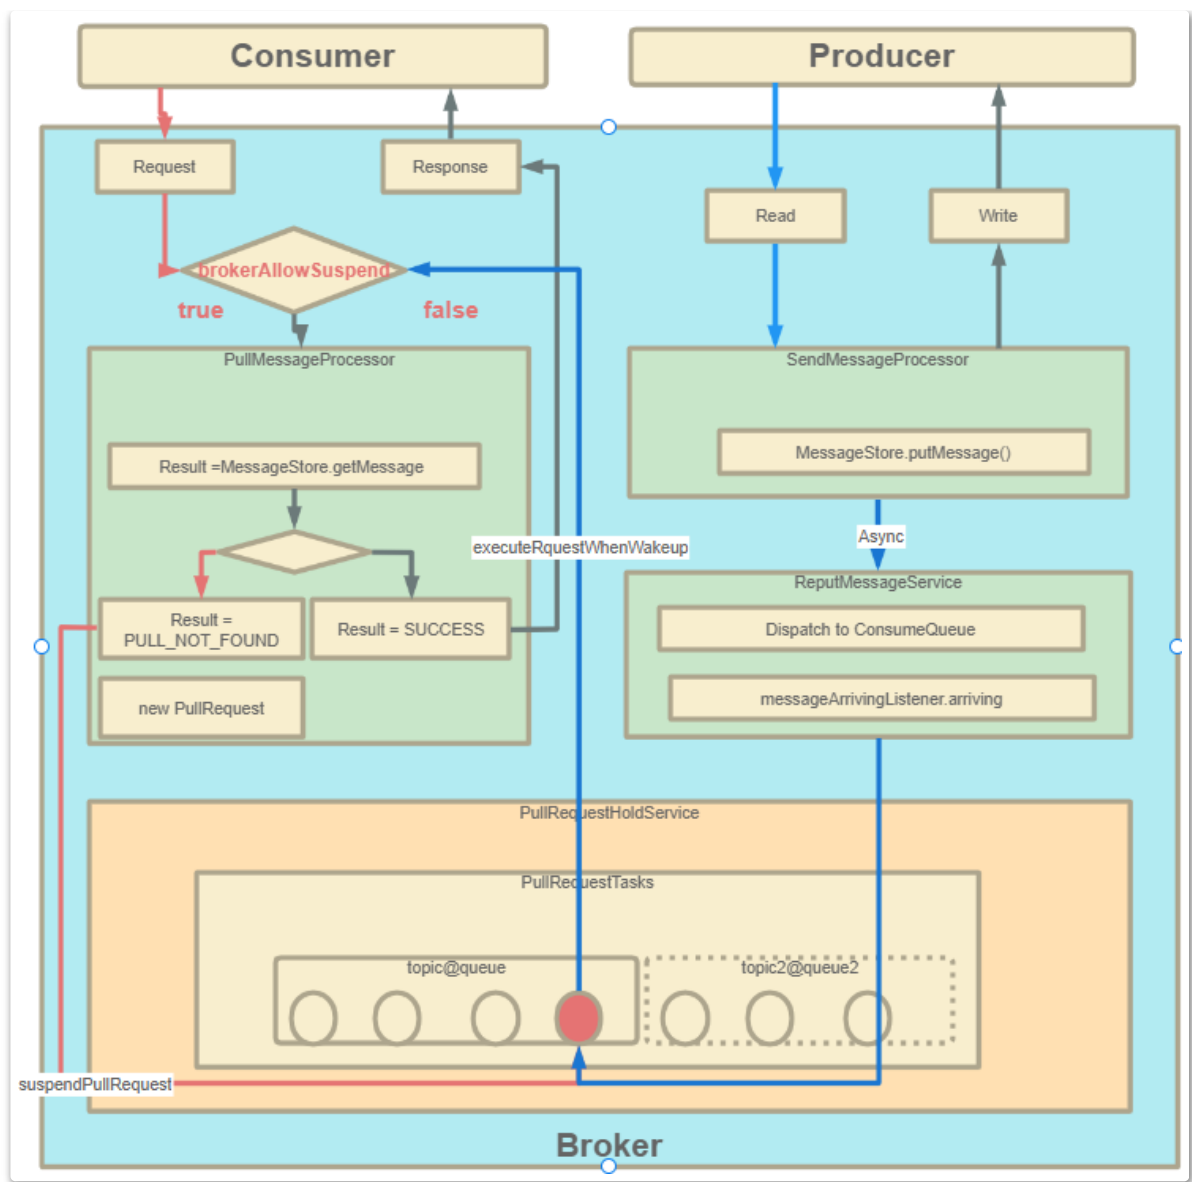 Consumer
Producer
Request
Response
Read
Write
brokerAllowSuspend
true
false
PullMessageProcessor
SendMessageProcessor
Result =MessageStore.getMessage
MessageStore.putMessage()
executeRquestWhenWakeup
Async
ReputMessageService
Result =
PULL_NOT_FOUND
Result = SUCCESS
Dispatch to ConsumeQueue
new PullRequest
messageArrivingListener.arriving
PullRequestHoldService
PullRequestTasks
topic@queue
topic2@queue2
suspendPullRequest
Broker